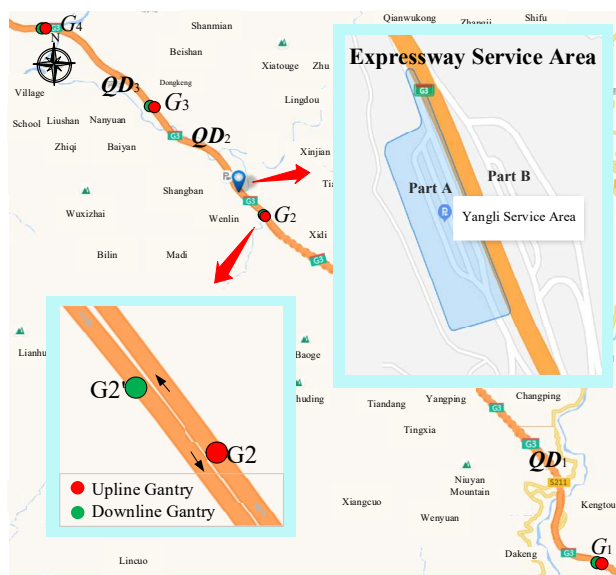 G4
N
Shanmian
Qianwukong
Shifu
G3
Beishan
Xiatouge
Zhu
QD3
Dongkeng
Village
G3
Lingdou
School
Liushan
Nanyuan
QD2
Zhiqi
Baiyan
G3
Xinjian
Shangban
Wuxizhai
Wenlin
G2
Xidi
Bilin
Madi
G3
Expressway Service Area
G3
Part A
Part B
Yangli Service Area
Baoge
G2'
G2
Upline Gantry
Downline Gantry
Tiandang
Yangping
Changping
G3
Tingxia
G3
QD1
Niuyan
Mountain
S211
Xiangcuo
Kengtou
Wenyuan
Dakeng
G3
G1
Lincuo